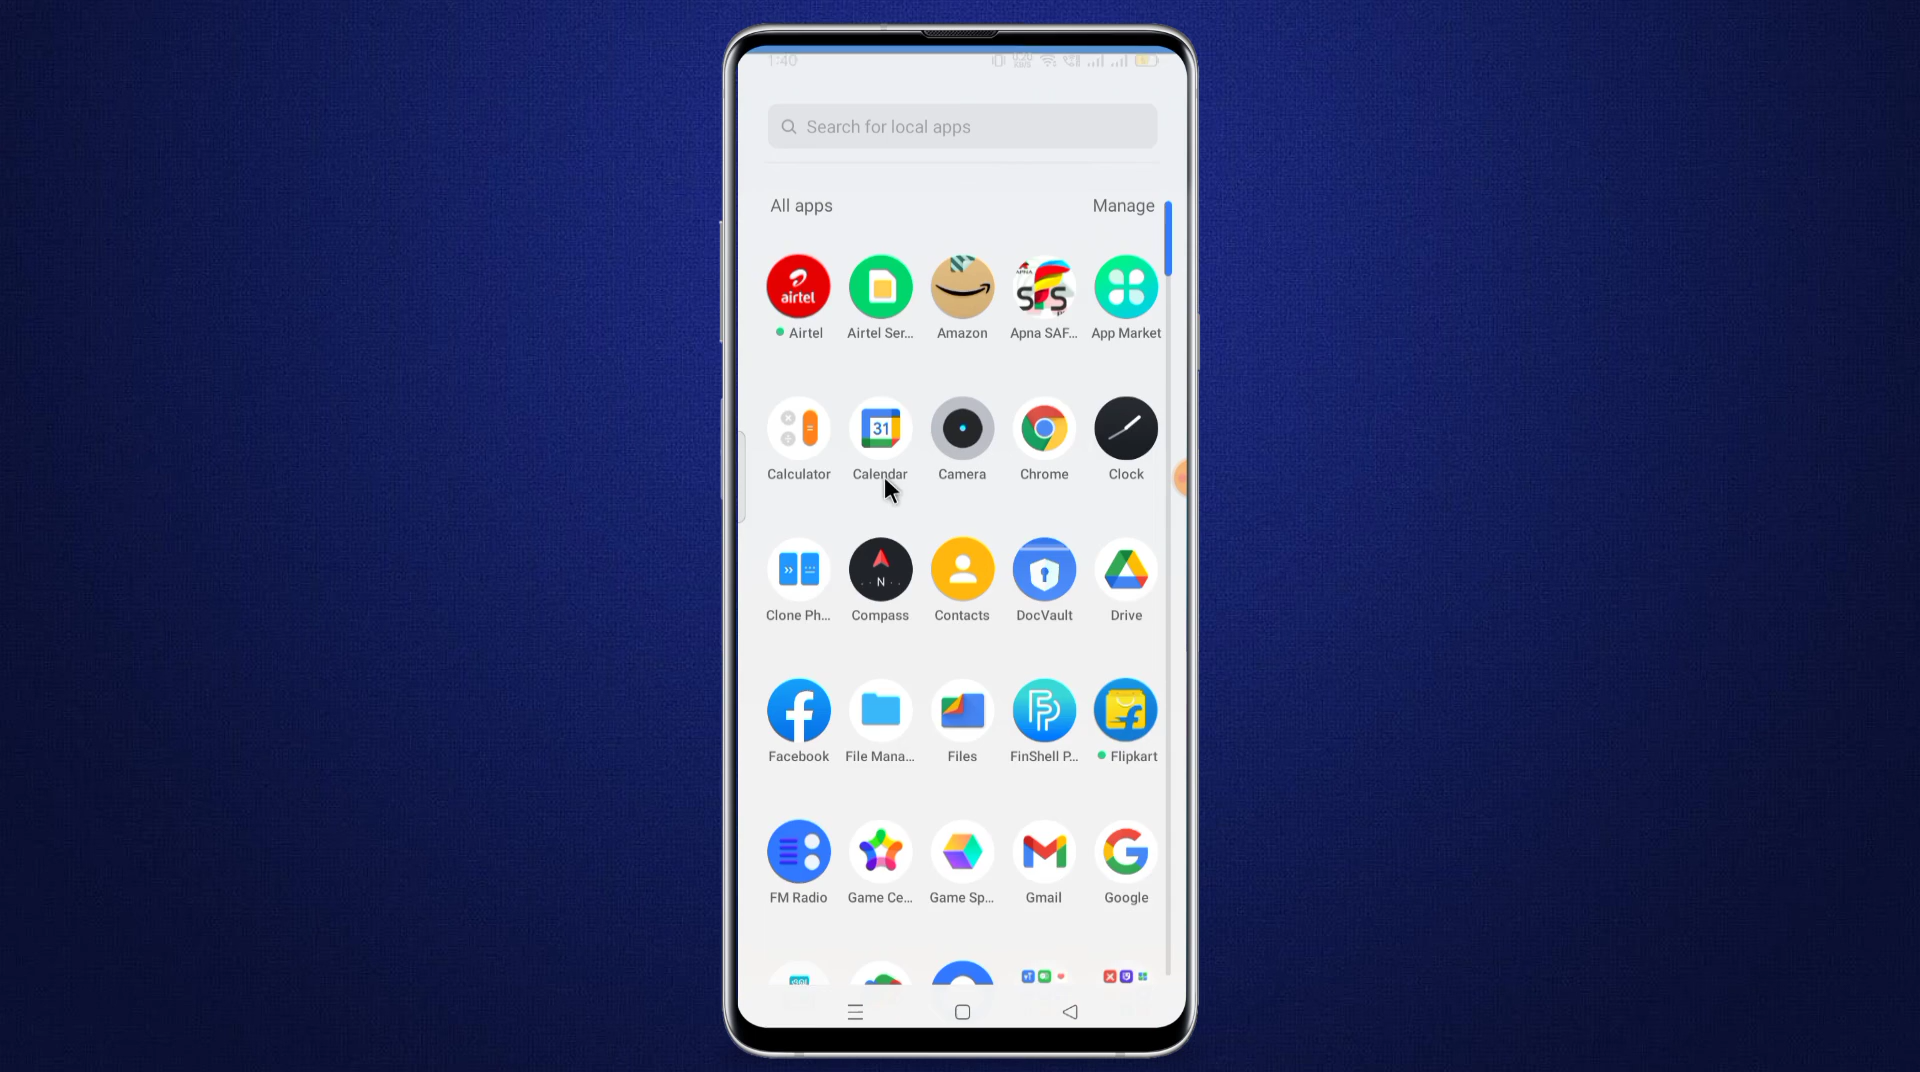 1:40
Search for local apps
All apps Manage
airtel APNA SFS
Airtel Airtel Ser... Amazon Apna SAF... App Market
31
Calculator Calendar Camera Chrome Clock
N
Clone Ph... Compass Contacts DocVault Drive
Facebook File Mana... Files FinShell P... Flipkart
FM Radio Game Ce... Game Sp... Gmail Google